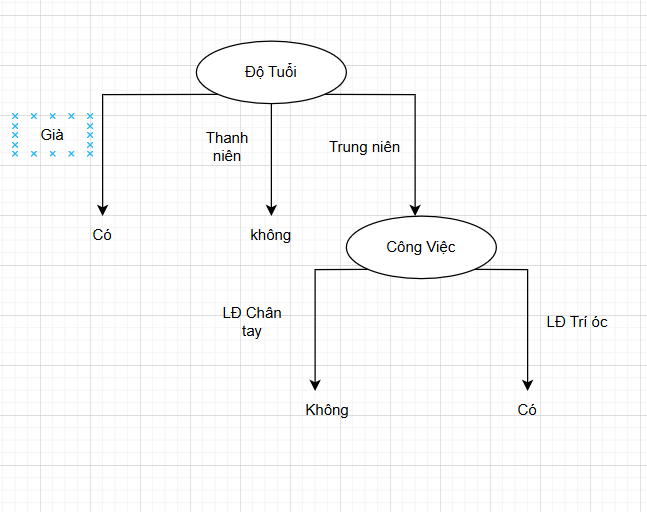 Độ Tuổi
Già
Thanh
niên
Trung niên
Có
không
Công Việc
LĐ Chân
tay
LĐ Trí óc
Không
Có